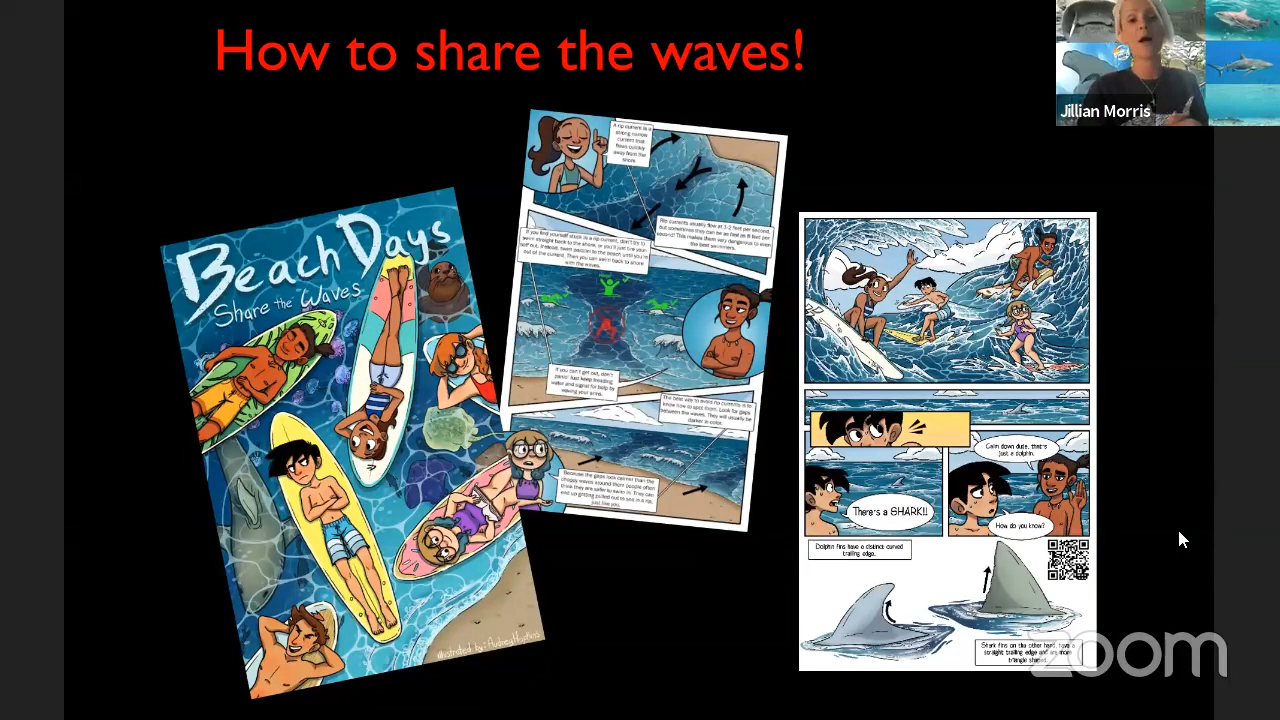 How to share the waves!
Jillian Morris
Beach Days
Share the Waves
illustrated by: Audrey Hopkins
A rip current is a
strong narrow
current that
flows quickly
away from the
shore.
Rip currents usually flow at 1-2 feet per second,
but sometimes they can be as fast as 8 feet per
second! This makes them very dangerous to even
the best swimmers.
If you find yourself stuck in a rip current, don't try to
swim straight back to the shore, or you'll just tire your
self out. Instead, swim parallel to the beach until you're
out of the current. Then you can swim back to shore
with the waves.
If you can't get out, don't
panic! Just keep treading
water and signal for help by
waving your arms.
The best way to avoid rip currents is to
know how to spot them. Look for gaps
between the waves. They will usually be
darker in color.
Because the gaps look calmer than the
choppy waves around them people often
think they are safer to swim in. They can
end up getting pulled out to sea in a rip,
just like you.
There's a SHARK!!
Calm down dude, that's
just a dolphin.
How do you know?
Dolphin fins have a distinct curved
trailing edge.
Shark fins on the other hand, have a
straight trailing edge and are more
triangle shaped.
zoom